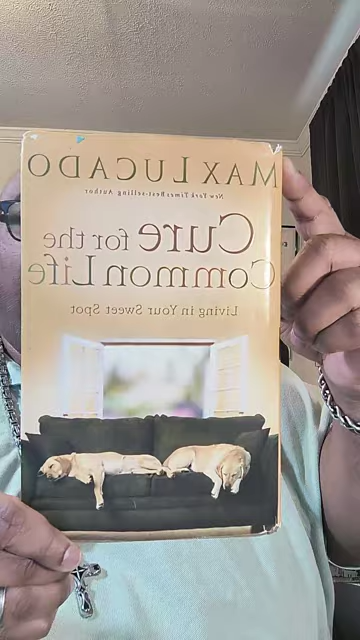 MAX LUCADO
New York Times Best-selling Author
Cure for the
Common Life
Living in Your Sweet Spot